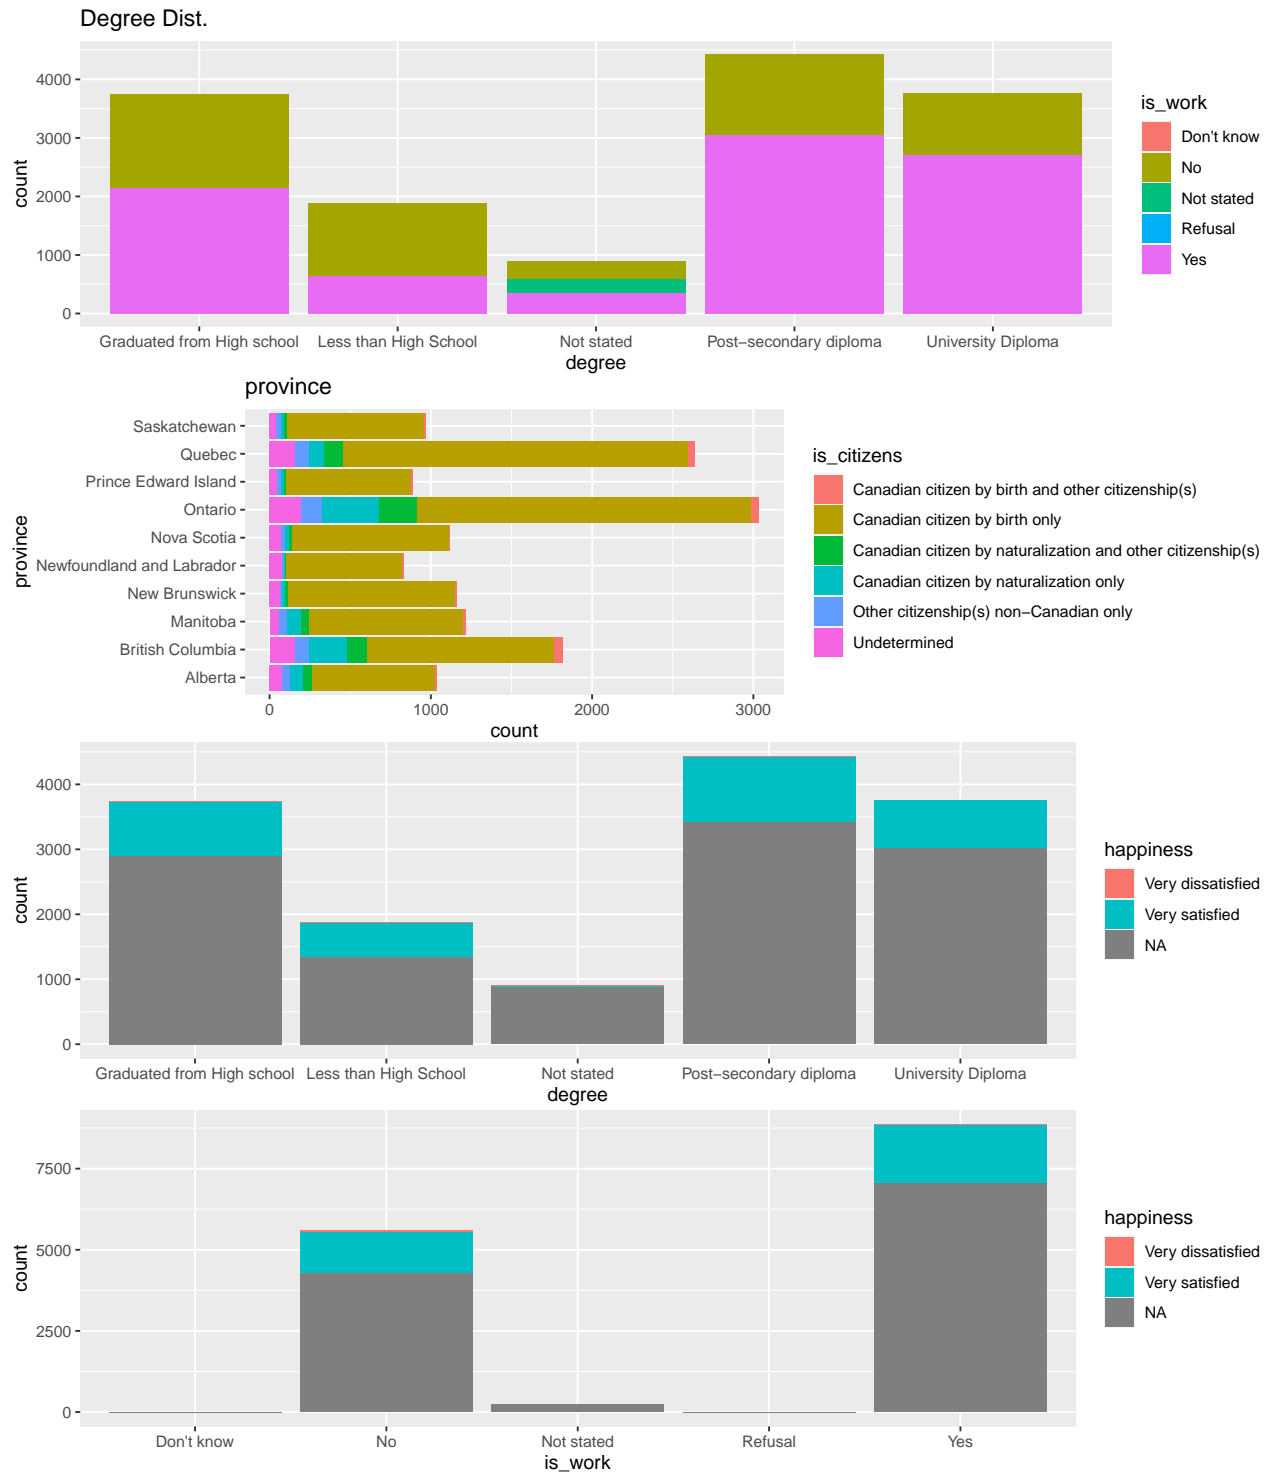 Degree Dist.
4000
3000
2000
1000
0
count
Graduated from High school
Less than High School
Not stated
Post−secondary diploma
University Diploma
degree
is_work
Don't know
No
Not stated
Refusal
Yes
province
province
Saskatchewan
Quebec
Prince Edward Island
Ontario
Nova Scotia
Newfoundland and Labrador
New Brunswick
Manitoba
British Columbia
Alberta
0
1000
2000
3000
count
is_citizens
Canadian citizen by birth and other citizenship(s)
Canadian citizen by birth only
Canadian citizen by naturalization and other citizenship(s)
Canadian citizen by naturalization only
Other citizenship(s) non−Canadian only
Undetermined
4000
3000
2000
1000
0
count
Graduated from High school
Less than High School
Not stated
Post−secondary diploma
University Diploma
degree
happiness
Very dissatisfied
Very satisfied
NA
7500
5000
2500
0
count
Don't know
No
Not stated
Refusal
Yes
is_work
happiness
Very dissatisfied
Very satisfied
NA